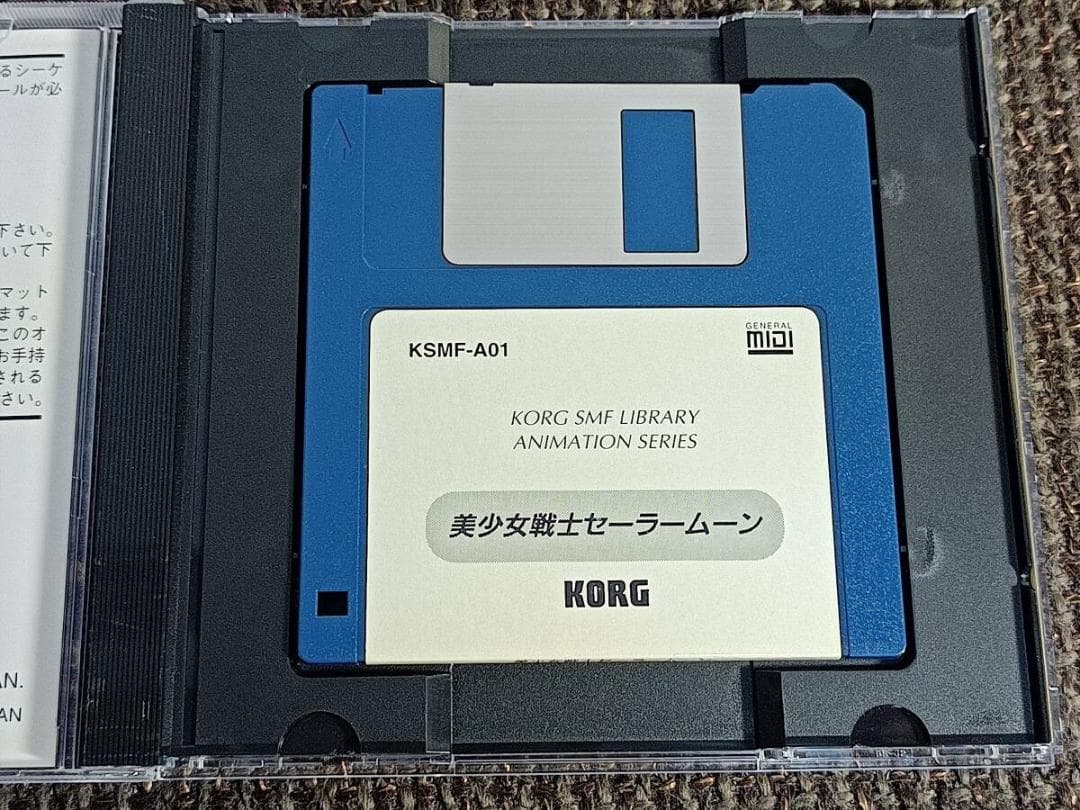 るシーケ
ールが必
下さい。
いて下
マット
ます。
このオ
お手持
される
さい。
AN.
AN
KSMF-A01
GENERAL
MIDI
KORG SMF LIBRARY
ANIMATION SERIES
美少女戦士セーラームーン
KORG